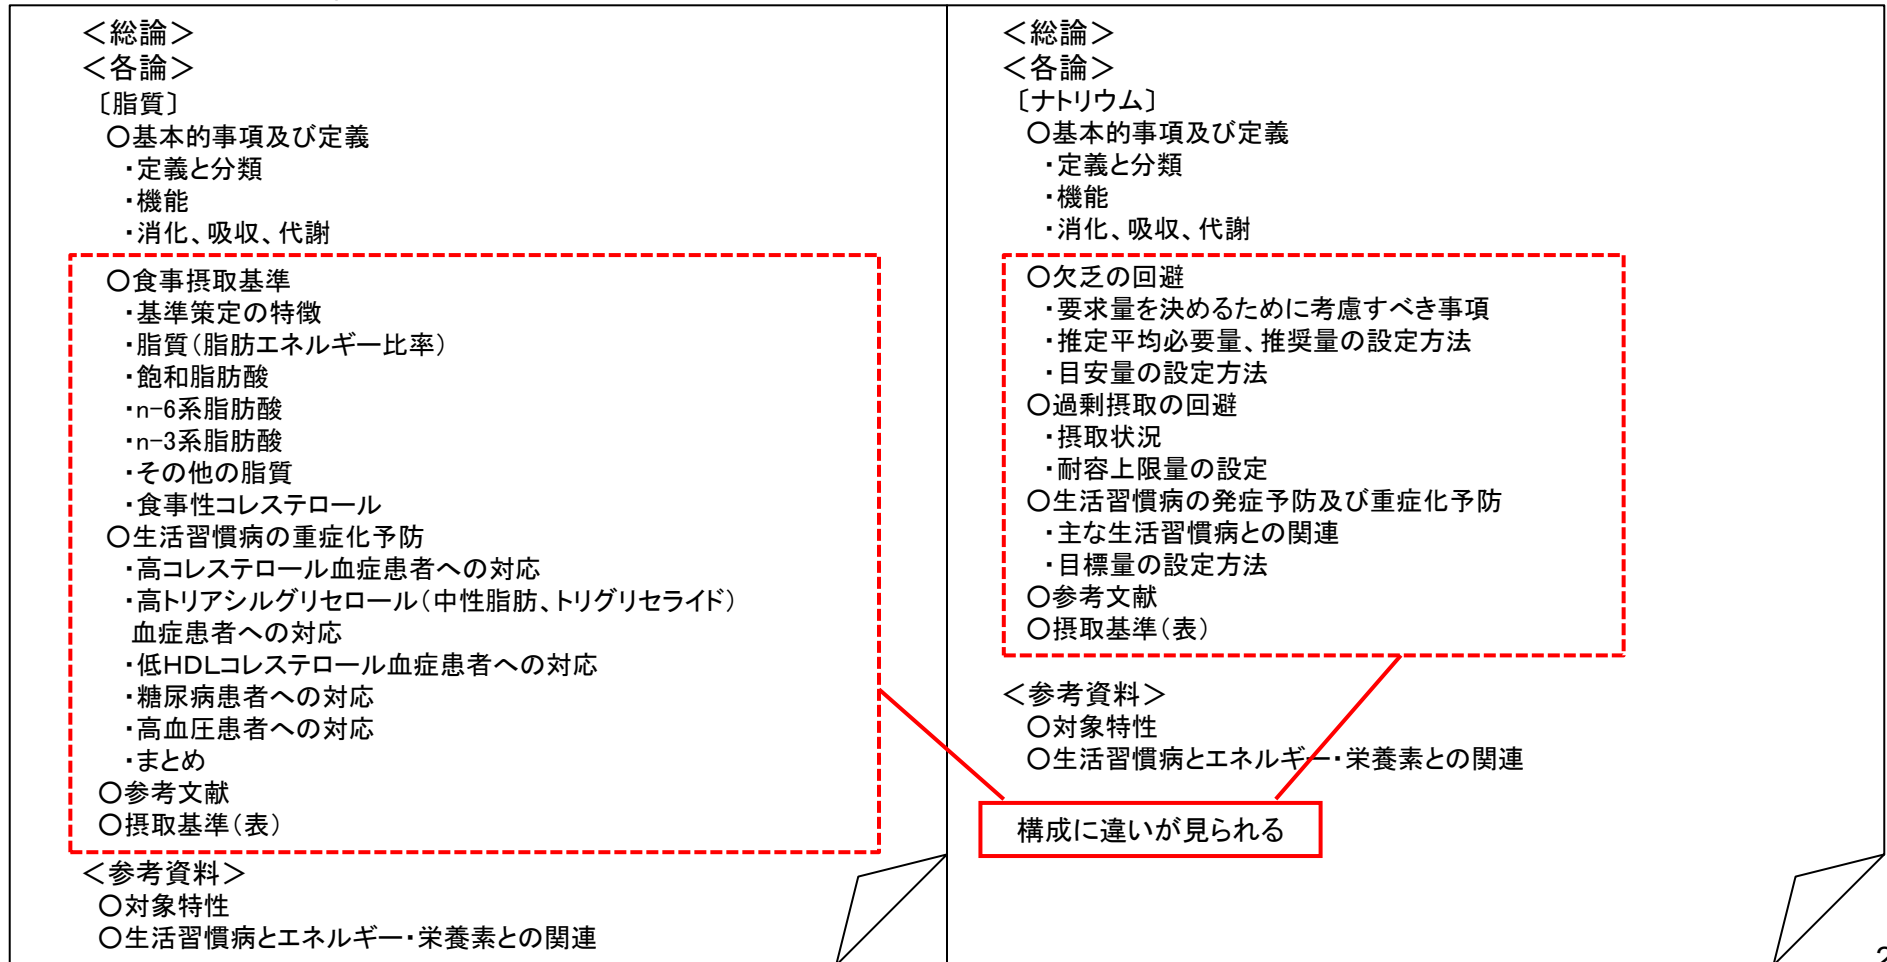 ＜総論＞
＜各論＞
〔脂質〕
○基本的事項及び定義
・定義と分類
・機能
・消化、吸収、代謝
○食事摂取基準
・基準策定の特徴
・脂質（脂肪エネルギー比率）
・飽和脂肪酸
・n-6系脂肪酸
・n-3系脂肪酸
・その他の脂質
・食事性コレステロール
○生活習慣病の重症化予防
・高コレステロール血症患者への対応
・高トリアシルグリセロール（中性脂肪、トリグリセライド）
血症患者への対応
・低HDLコレステロール血症患者への対応
・糖尿病患者への対応
・高血圧患者への対応
・まとめ
○参考文献
○摂取基準（表）
＜参考資料＞
○対象特性
○生活習慣病とエネルギー・栄養素との関連
＜総論＞
＜各論＞
〔ナトリウム〕
○基本的事項及び定義
・定義と分類
・機能
・消化、吸収、代謝
○欠乏の回避
・要求量を決めるために考慮すべき事項
・推定平均必要量、推奨量の設定方法
・目安量の設定方法
○過剰摂取の回避
・摂取状況
・耐容上限量の設定
○生活習慣病の発症予防及び重症化予防
・主な生活習慣病との関連
・目標量の設定方法
○参考文献
○摂取基準（表）
＜参考資料＞
○対象特性
○生活習慣病とエネルギー・栄養素との関連
構成に違いが見られる